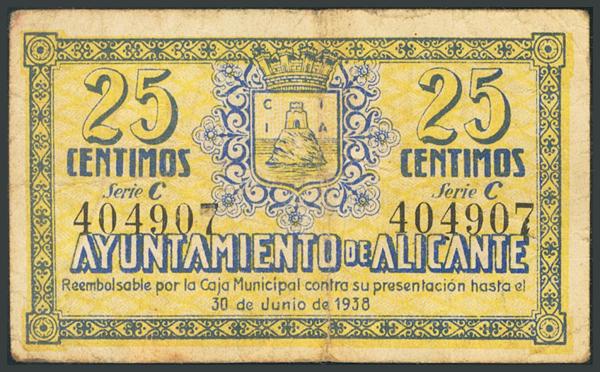 25 25
CENTIMOS CENTIMOS
Serie C Serie C
404907 404907
C I
I A
AYUNTAMIENTO DE ALICANTE
Reembolsable por la Caja Municipal contra su presentación hasta el
30 de Junio de 1938